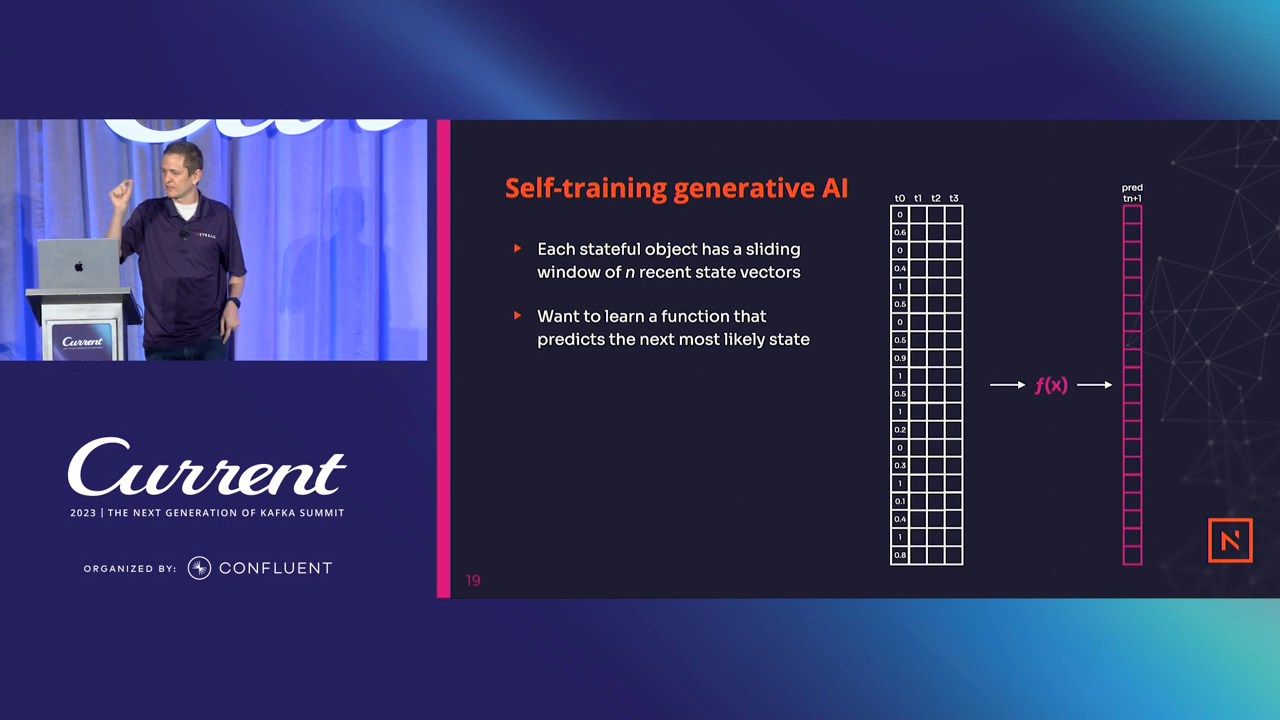 Current
Current
2023 | THE NEXT GENERATION OF KAFKA SUMMIT
ORGANIZED BY: CONFLUENT
Self-training generative AI
Each stateful object has a sliding
window of n recent state vectors
Want to learn a function that
predicts the next most likely state
t0 t1 t2 t3
0
0.6
0
0.4
1
0.5
0
0.5
0.9
1
0.5
1
0.2
0
0.3
1
0.1
0.4
1
0.8
f(x)
pred
tn+1
N
19